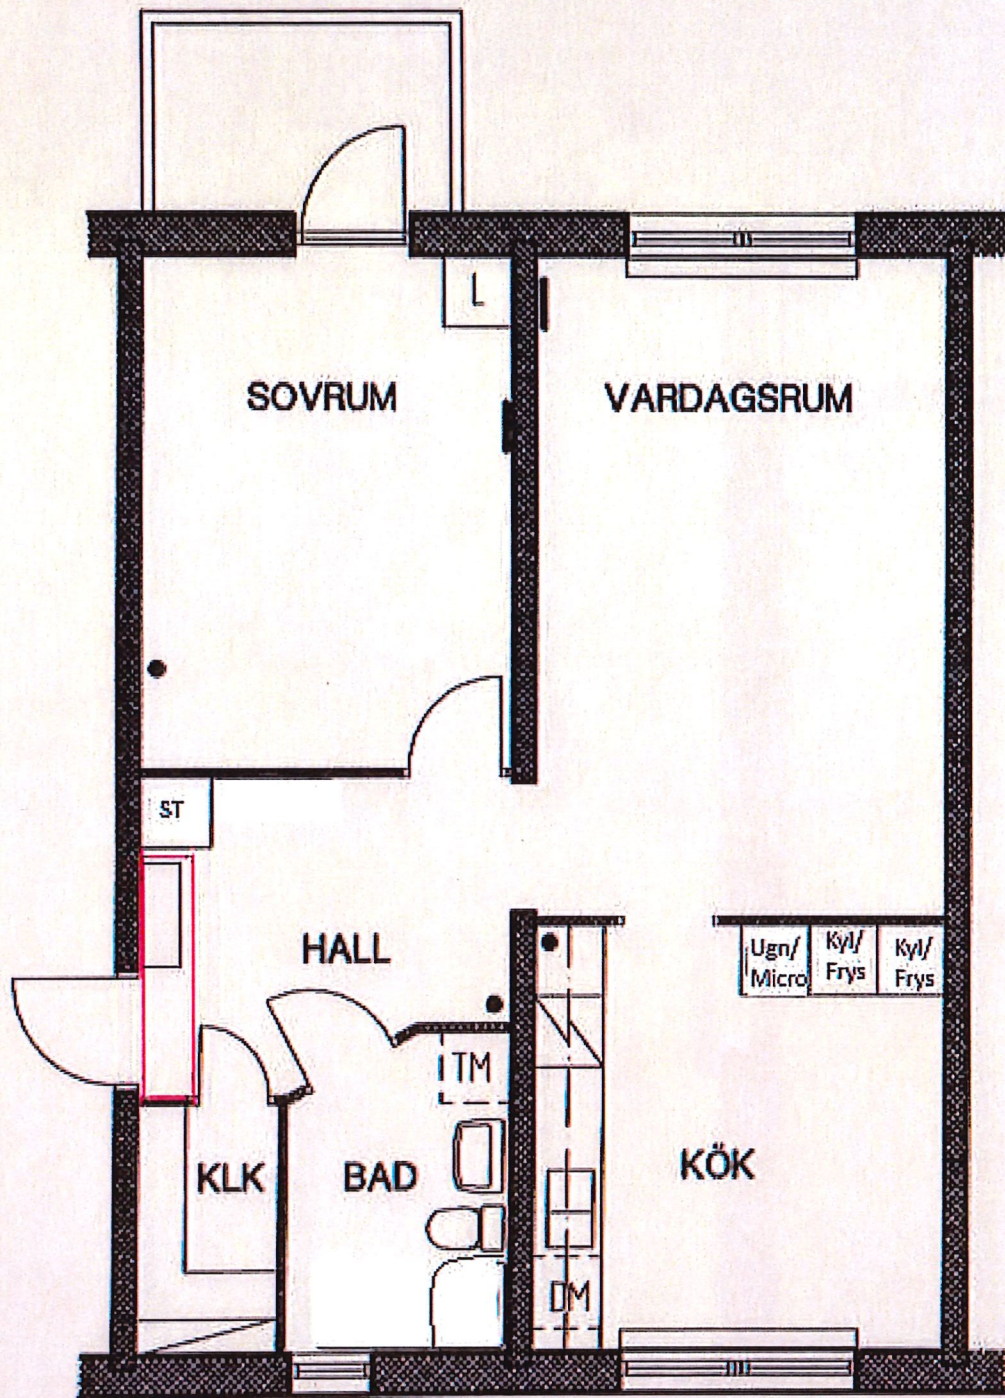 L
SOVRUM
VARDAGSRUM
ST
HALL
Ugn/
Micro
Kyl/
Frys
Kyl/
Frys
TM
KLK
BAD
KÖK
DM